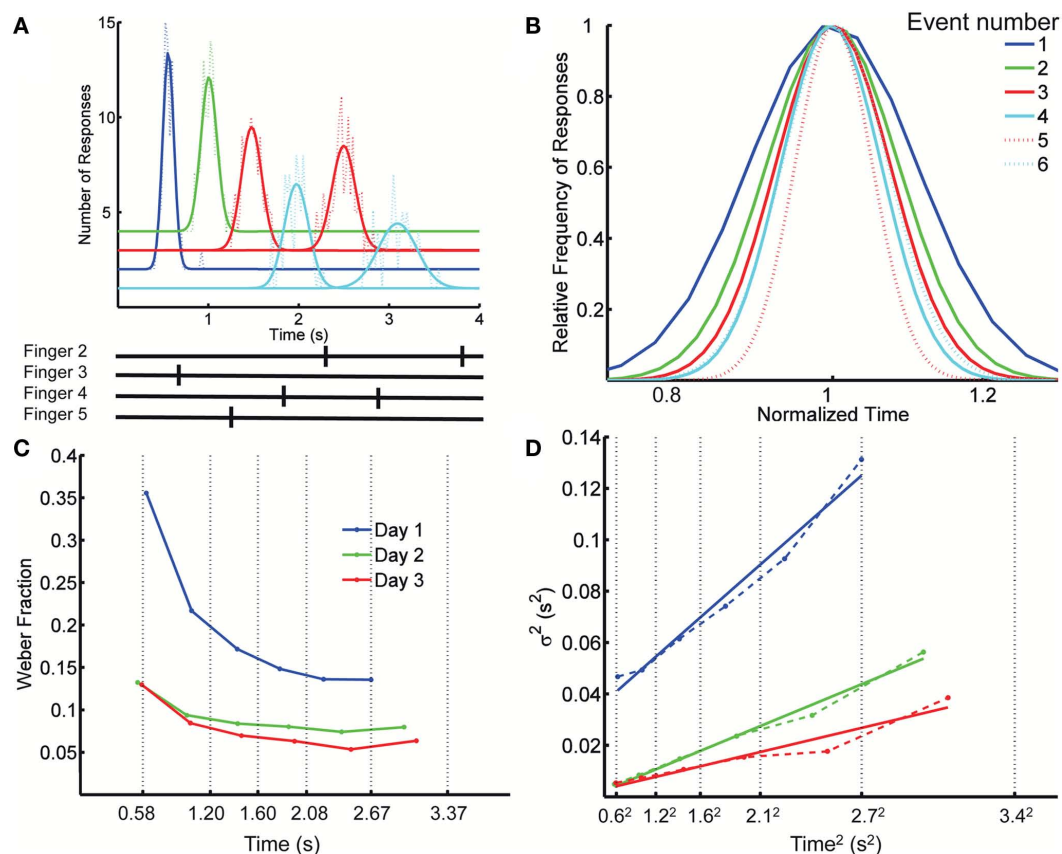 A
Number of Responses
15
10
5
1
2
3
4
Time (s)
Finger 2
Finger 3
Finger 4
Finger 5
B
Relative Frequency of Responses
1
0.8
0.6
0.4
0.2
0.8
1
1.2
Normalized Time
Event number
1
2
3
4
5
6
C
Weber Fraction
0.4
0.35
0.3
0.25
0.2
0.15
0.1
0.05
0.58
1.20
1.60
2.08
2.67
3.37
Time (s)
Day 1
Day 2
Day 3
D
σ² (s²)
0.14
0.12
0.1
0.08
0.06
0.04
0.02
0.6²
1.2²
1.6²
2.1²
2.7²
3.4²
Time² (s²)